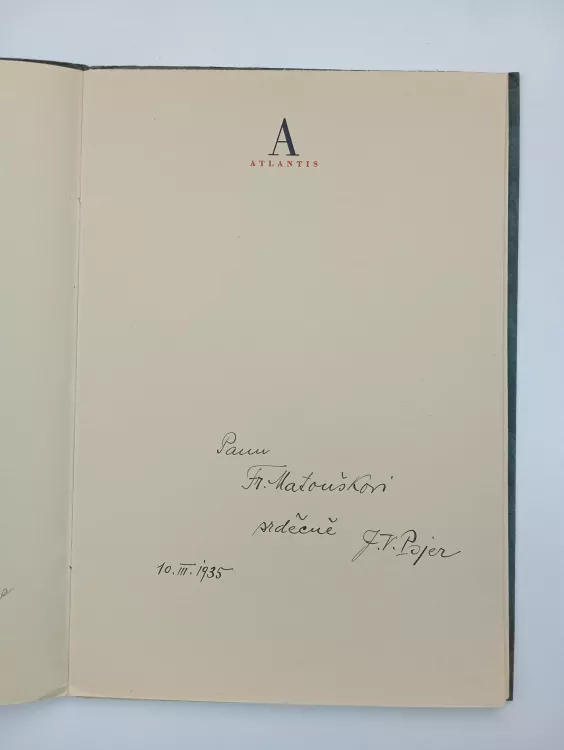 A
ATLANTIS
Panu
Fr. Matouškovi
srdečně
J.V. Pojer
10.III.1935